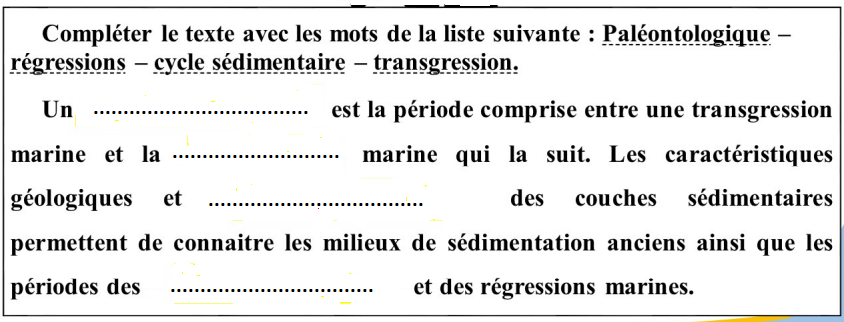 Compléter le texte avec les mots de la liste suivante : Paléontologique –
régressions – cycle sédimentaire – transgression.
Un .................................... est la période comprise entre une transgression
marine et la ............................ marine qui la suit. Les caractéristiques
géologiques et .................................... des couches sédimentaires
permettent de connaitre les milieux de sédimentation anciens ainsi que les
périodes des .................................. et des régressions marines.